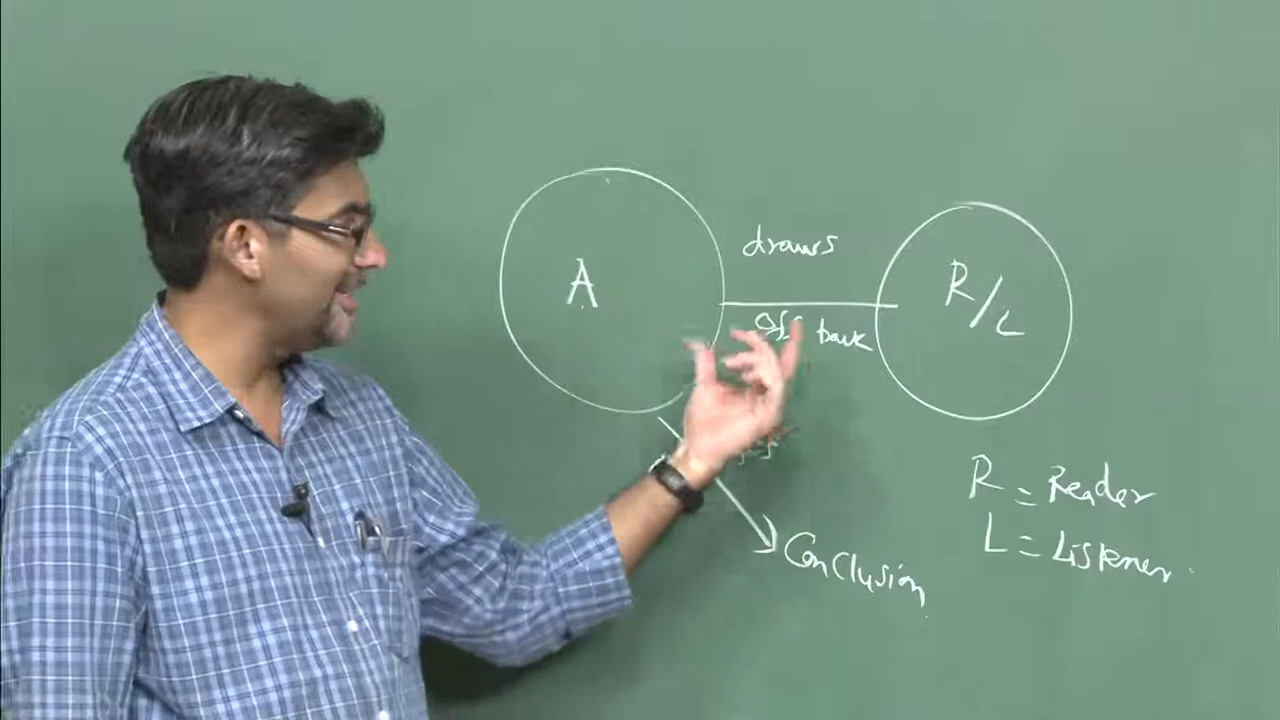 A
draws
back
R/L
R = Reader
L = Listener
Conclusion